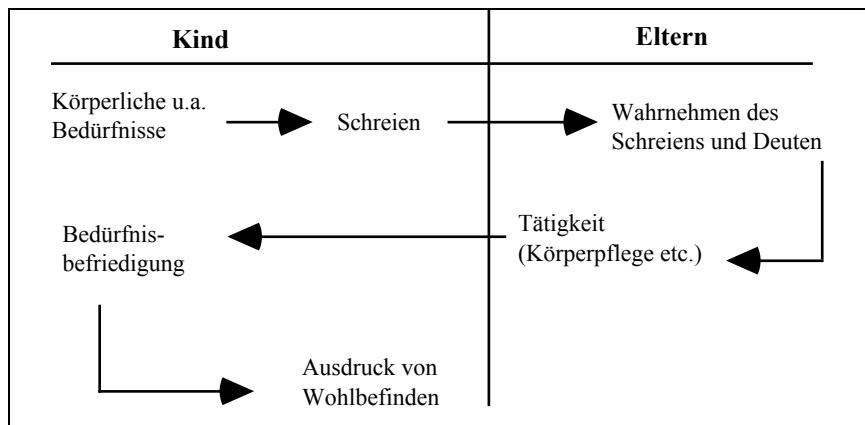 Kind
Eltern
Körperliche u.a.
Bedürfnisse
Schreien
Wahrnehmen des
Schreiens und Deuten
Tätigkeit
(Körperpflege etc.)
Bedürfnis-
befriedigung
Ausdruck von
Wohlbefinden